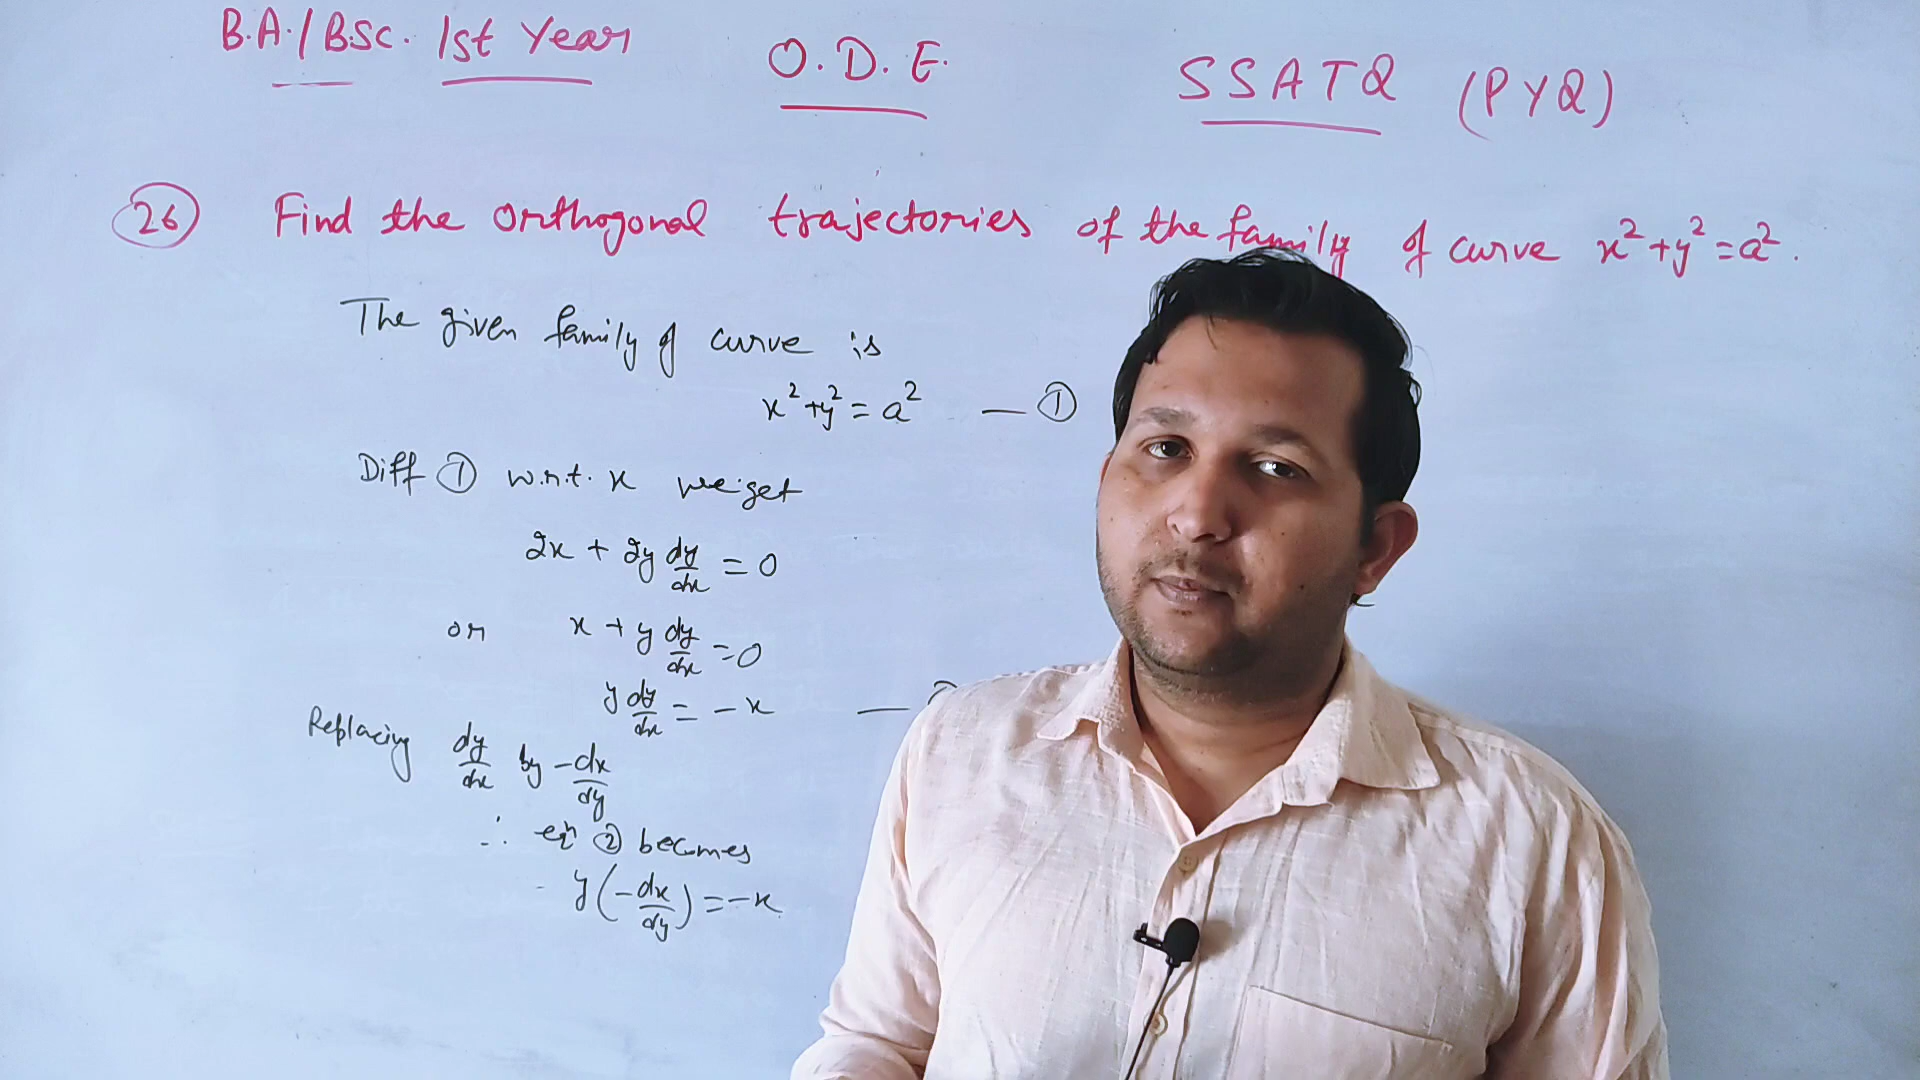 B.A./B.Sc. 1st Year O.D.E. SSATQ (PYQ)
26 Find the orthogonal trajectories of the family of curve x²+y²=a².
The given family of curve is
x²+y²=a² — ①
Diff ① w.r.t. x we get
2x + 2y dy/dx = 0
or x + y dy/dx =0
y dy/dx = -x —
Replacing dy/dx by -dx/dy
∴ eqn ② becomes
y(-dx/dy)=-x